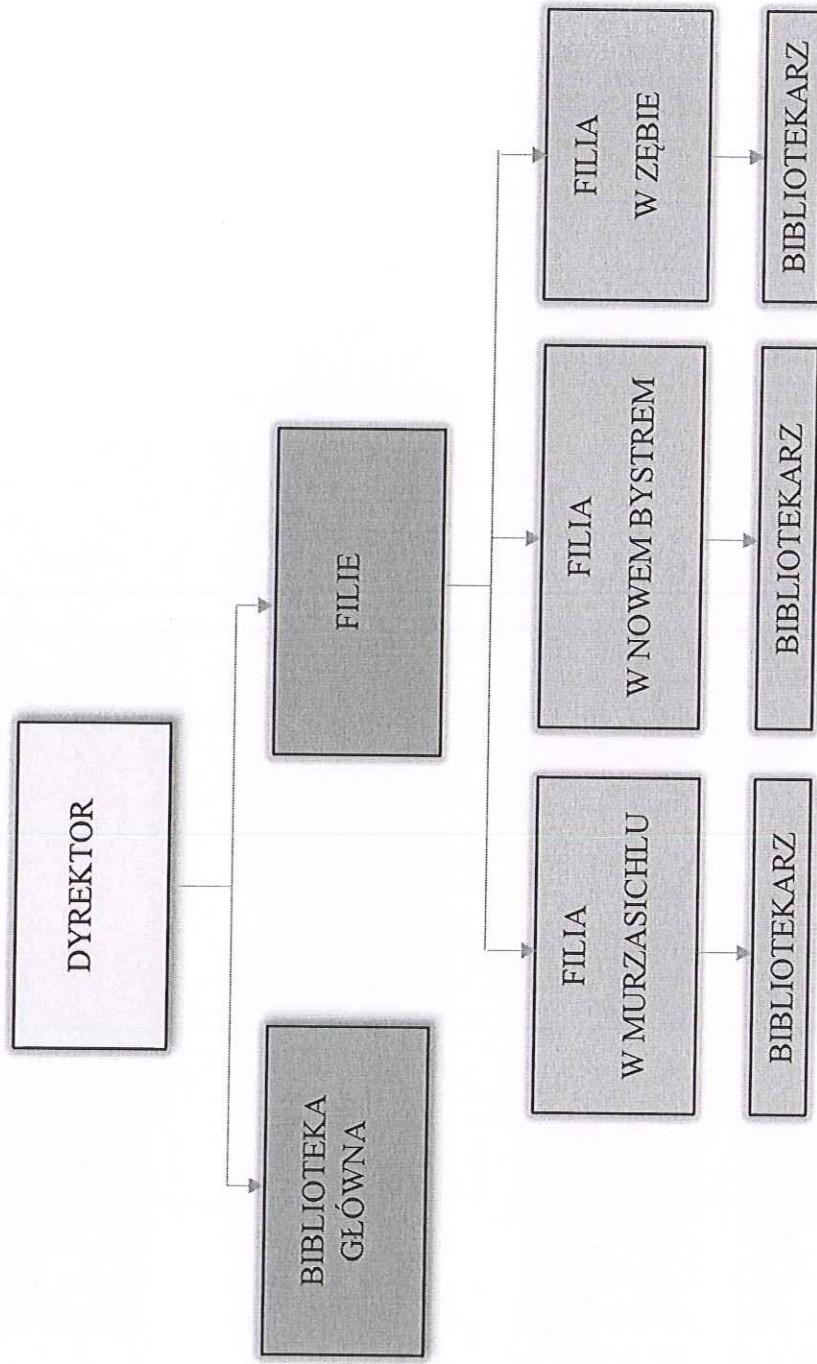 DYREKTOR
BIBLIOTEKA
GŁÓWNA
FILIE
FILIA
W MURZASICHLU
FILIA
W NOWEM BYSTREM
FILIA
W ZĘBIE
BIBLIOTEKARZ
BIBLIOTEKARZ
BIBLIOTEKARZ